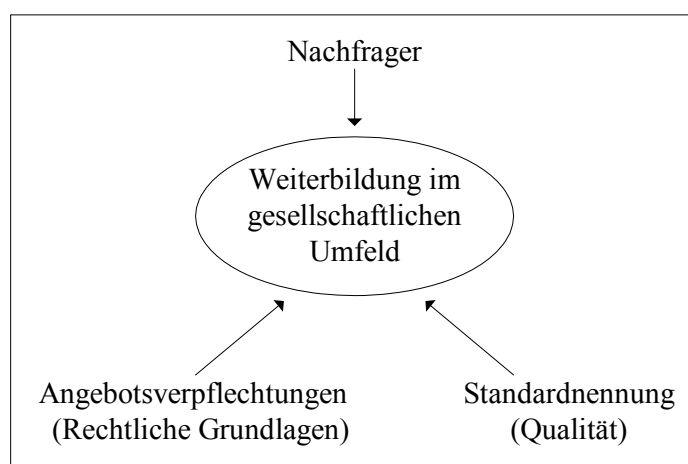 Nachfrager
Weiterbildung im
gesellschaftlichen
Umfeld
Angebotsverpflechtungen
(Rechtliche Grundlagen)
Standardnennung
(Qualität)